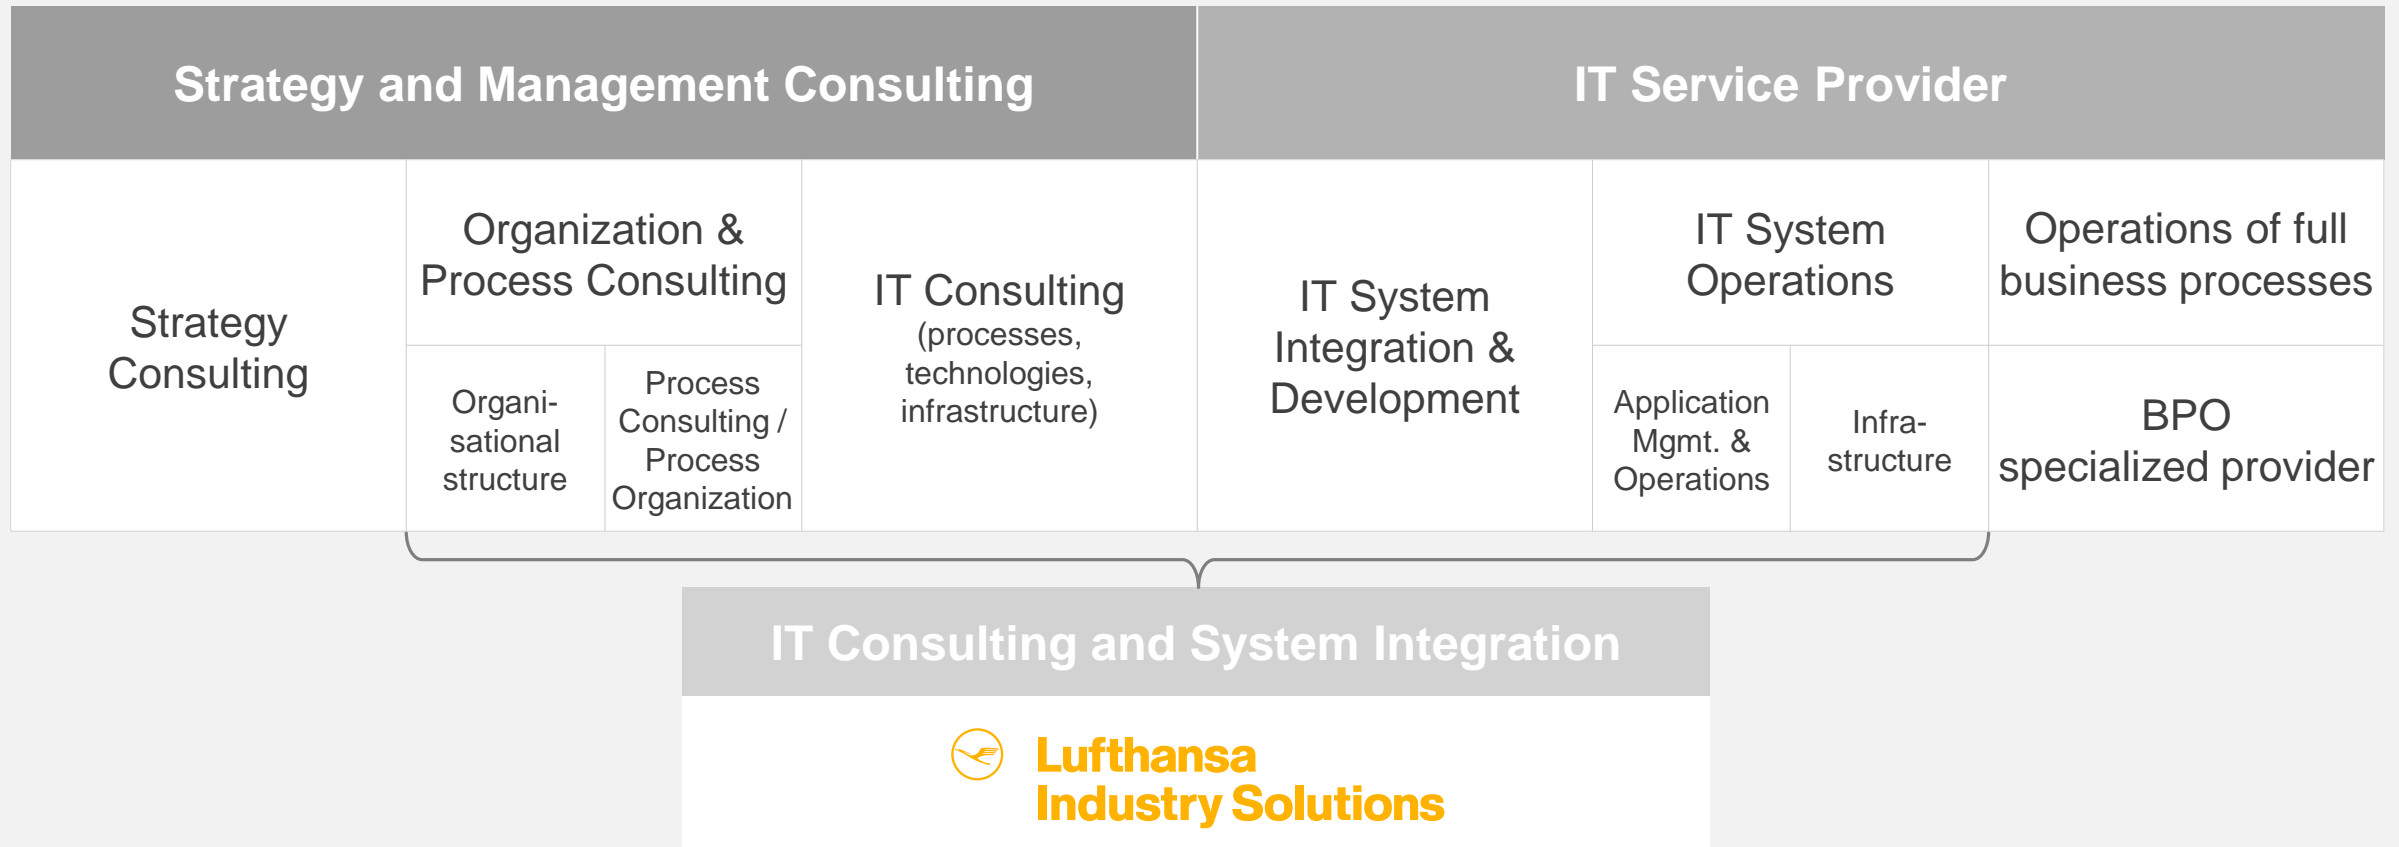 Strategy and Management Consulting
IT Service Provider
Strategy
Consulting
Organization &
Process Consulting
Organi-
sational
structure
Process
Consulting /
Process
Organization
IT Consulting
(processes,
technologies,
infrastructure)
IT System
Integration &
Development
IT System
Operations
Application
Mgmt. &
Operations
Infra-
structure
Operations of full
business processes
BPO
specialized provider
IT Consulting and System Integration
Lufthansa
Industry Solutions